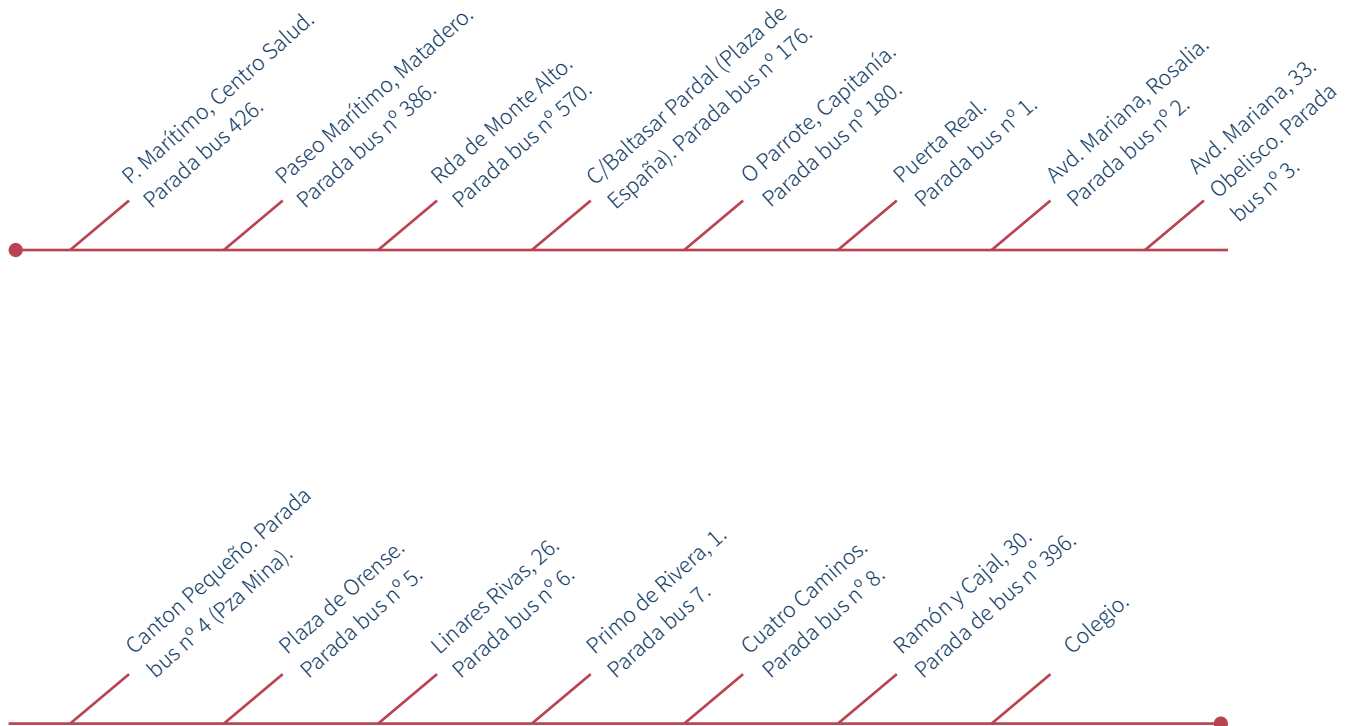 P. Marítimo, Centro Salud.
Parada bus 426.
Paseo Marítimo, Matadero.
Parada bus nº 386.
Rda de Monte Alto.
Parada bus nº 570.
C/Baltasar Pardal (Plaza de
España). Parada bus nº 176.
O Parrote, Capitanía.
Parada bus nº 180.
Puerta Real.
Parada bus nº 1.
Avd. Mariana, Rosalia.
Parada bus nº 2.
Avd. Mariana, 33.
Obelisco. Parada
bus nº 3.
Canton Pequeño. Parada
bus nº 4 (Pza Mina).
Plaza de Orense.
Parada bus nº 5.
Linares Rivas, 26.
Parada bus nº 6.
Primo de Rivera, 1.
Parada bus 7.
Cuatro Caminos.
Parada bus nº 8.
Ramón y Cajal, 30.
Parada de bus nº 396.
Colegio.